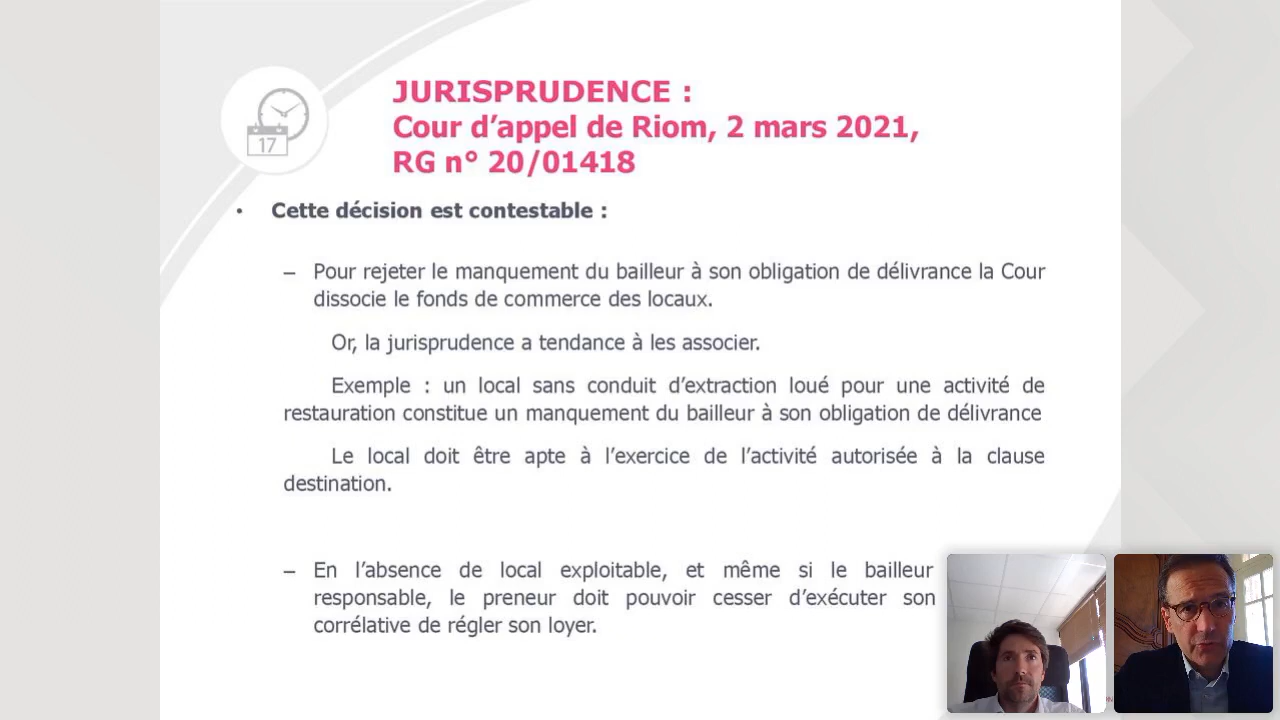 17
JURISPRUDENCE :
Cour d’appel de Riom, 2 mars 2021,
RG n° 20/01418
• Cette décision est contestable :
– Pour rejeter le manquement du bailleur à son obligation de délivrance la Cour
dissocie le fonds de commerce des locaux.
Or, la jurisprudence a tendance à les associer.
Exemple : un local sans conduit d’extraction loué pour une activité de
restauration constitue un manquement du bailleur à son obligation de délivrance
Le local doit être apte à l’exercice de l’activité autorisée à la clause
destination.
– En l’absence de local exploitable, et même si le bailleur
responsable, le preneur doit pouvoir cesser d’exécuter son
corrélative de régler son loyer.